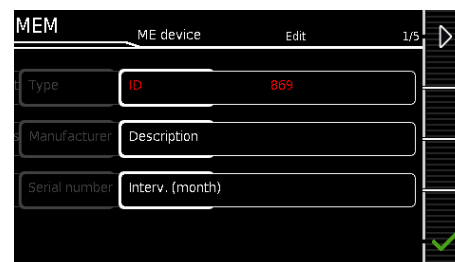 MEM
ME device Edit 1/5
Type ID 869
Manufacturer Description
Serial number Interv. (month)